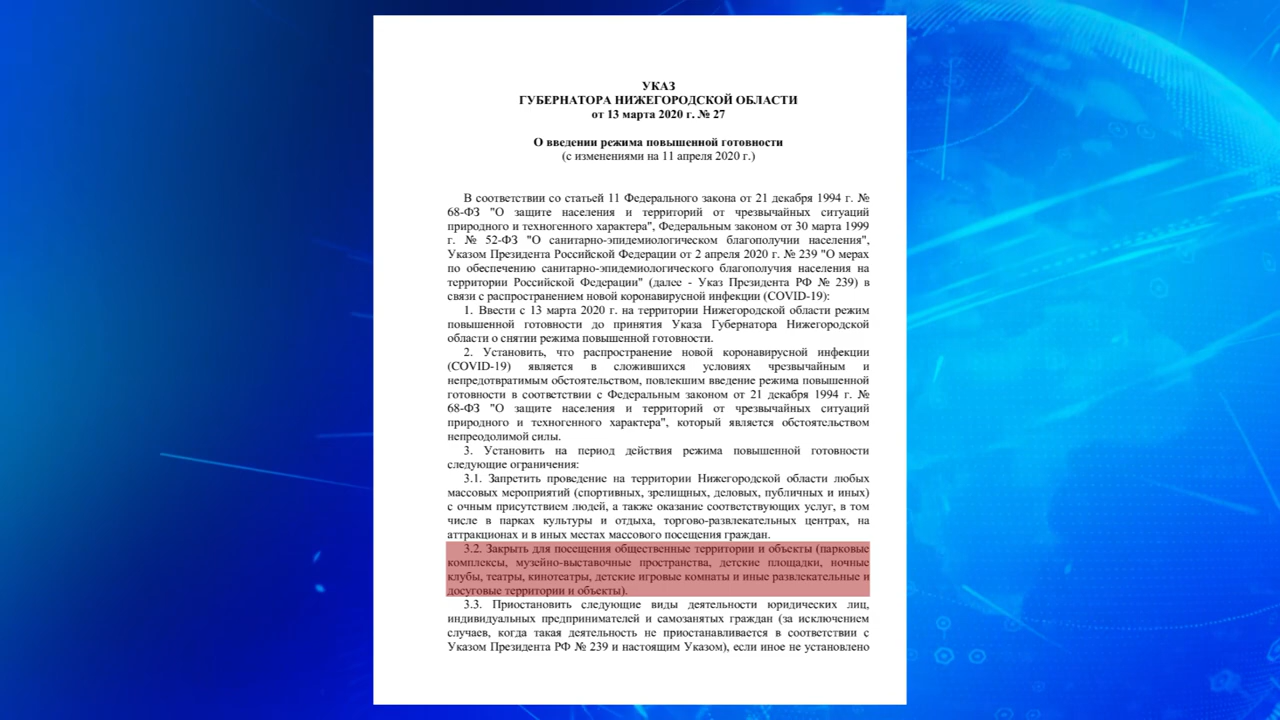 УКАЗ
ГУБЕРНАТОРА НИЖЕГОРОДСКОЙ ОБЛАСТИ
от 13 марта 2020 г. № 27
О введении режима повышенной готовности
(с изменениями на 11 апреля 2020 г.)
В соответствии со статьей 11 Федерального закона от 21 декабря 1994 г. №
68-ФЗ "О защите населения и территорий от чрезвычайных ситуаций
природного и техногенного характера", Федеральным законом от 30 марта 1999
г. № 52-ФЗ "О санитарно-эпидемиологическом благополучии населения",
Указом Президента Российской Федерации от 2 апреля 2020 г. № 239 "О мерах
по обеспечению санитарно-эпидемиологического благополучия населения на
территории Российской Федерации" (далее - Указ Президента РФ № 239) в
связи с распространением новой коронавирусной инфекции (COVID-19):
1. Ввести с 13 марта 2020 г. на территории Нижегородской области режим
повышенной готовности до принятия Указа Губернатора Нижегородской
области о снятии режима повышенной готовности.
2. Установить, что распространение новой коронавирусной инфекции
(COVID-19) является в сложившихся условиях чрезвычайным и
непредотвратимым обстоятельством, повлекшим введение режима повышенной
готовности в соответствии с Федеральным законом от 21 декабря 1994 г. №
68-ФЗ "О защите населения и территорий от чрезвычайных ситуаций
природного и техногенного характера", который является обстоятельством
непреодолимой силы.
3. Установить на период действия режима повышенной готовности
следующие ограничения:
3.1. Запретить проведение на территории Нижегородской области любых
массовых мероприятий (спортивных, зрелищных, деловых, публичных и иных)
с очным присутствием людей, а также оказание соответствующих услуг, в том
числе в парках культуры и отдыха, торгово-развлекательных центрах, на
аттракционах и в иных местах массового посещения граждан.
3.2. Закрыть для посещения общественные территории и объекты (парковые
комплексы, музейно-выставочные пространства, детские площадки, ночные
клубы, театры, кинотеатры, детские игровые комнаты и иные развлекательные и
досуговые территории и объекты).
3.3. Приостановить следующие виды деятельности юридических лиц,
индивидуальных предпринимателей и самозанятых граждан (за исключением
случаев, когда такая деятельность не приостанавливается в соответствии с
Указом Президента РФ № 239 и настоящим Указом), если иное не установлено